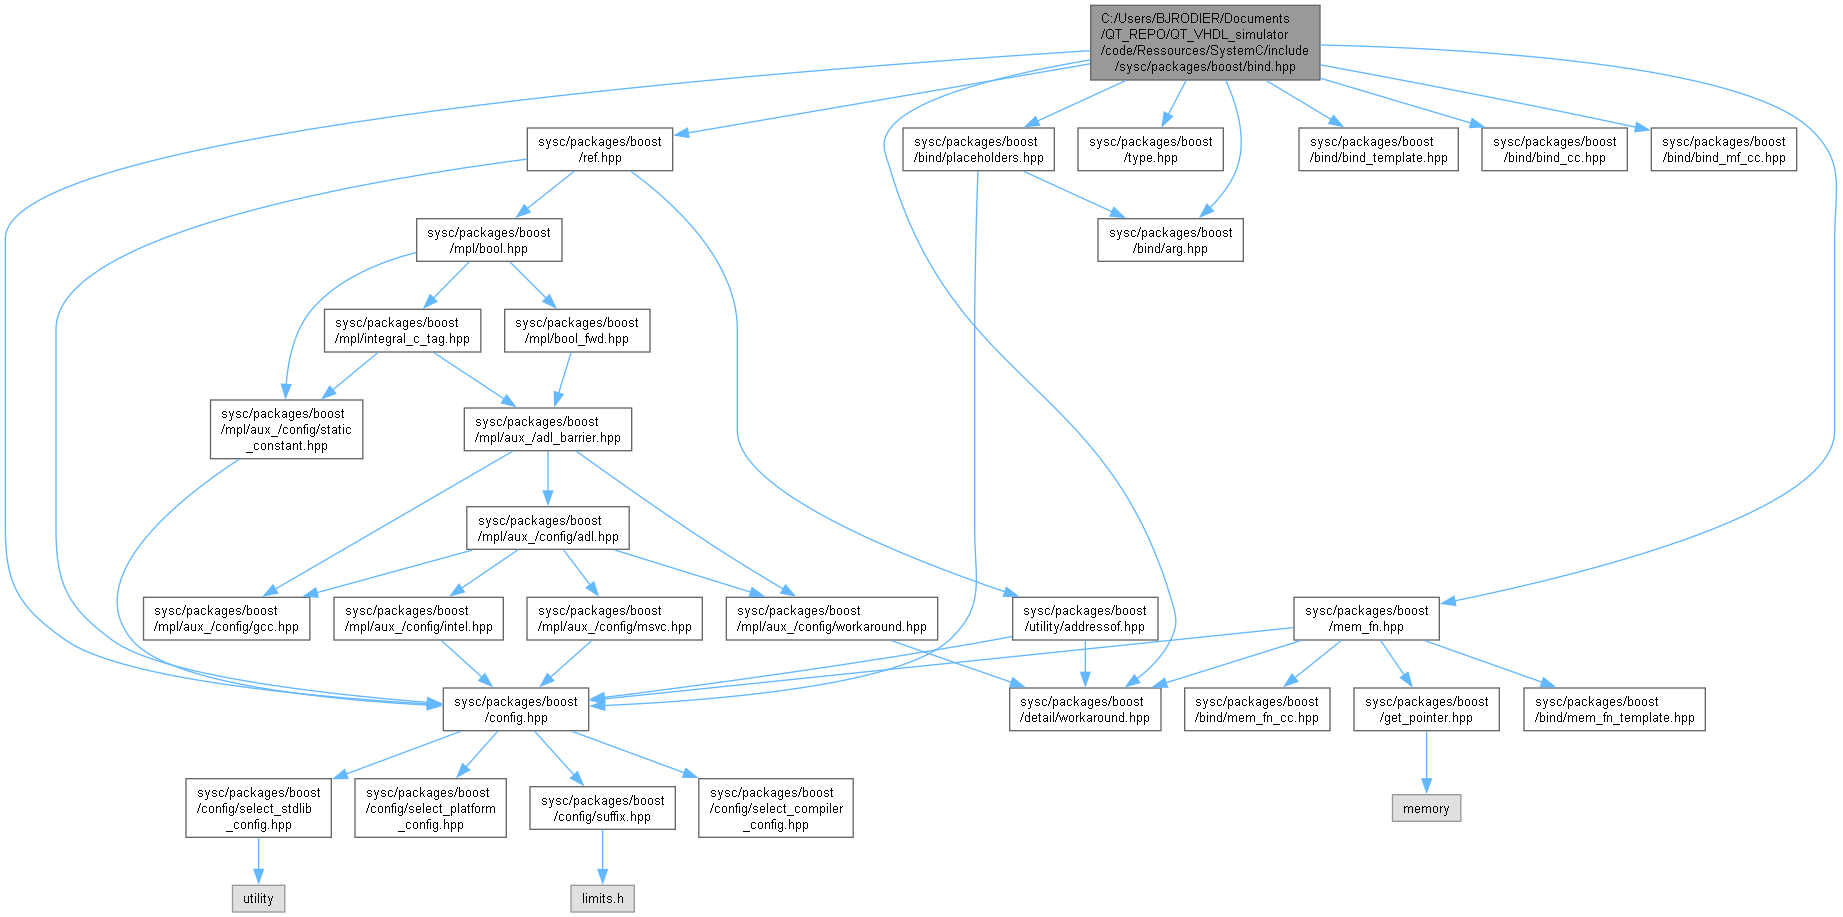 C:/Users/BJRODIER/Documents
/QT_REPO/QT_VHDL_simulator
/code/Ressources/SystemC/include
/sysc/packages/boost/bind.hpp
sysc/packages/boost
/ref.hpp
sysc/packages/boost
/bind/placeholders.hpp
sysc/packages/boost
/type.hpp
sysc/packages/boost
/bind/bind_template.hpp
sysc/packages/boost
/bind/bind_cc.hpp
sysc/packages/boost
/bind/bind_mf_cc.hpp
sysc/packages/boost
/mpl/bool.hpp
sysc/packages/boost
/bind/arg.hpp
sysc/packages/boost
/mpl/integral_c_tag.hpp
sysc/packages/boost
/mpl/bool_fwd.hpp
sysc/packages/boost
/mpl/aux_/config/static
_constant.hpp
sysc/packages/boost
/mpl/aux_/adl_barrier.hpp
sysc/packages/boost
/mpl/aux_/config/adl.hpp
sysc/packages/boost
/mpl/aux_/config/gcc.hpp
sysc/packages/boost
/mpl/aux_/config/intel.hpp
sysc/packages/boost
/mpl/aux_/config/msvc.hpp
sysc/packages/boost
/mpl/aux_/config/workaround.hpp
sysc/packages/boost
/utility/addressof.hpp
sysc/packages/boost
/mem_fn.hpp
sysc/packages/boost
/config.hpp
sysc/packages/boost
/detail/workaround.hpp
sysc/packages/boost
/bind/mem_fn_cc.hpp
sysc/packages/boost
/get_pointer.hpp
sysc/packages/boost
/bind/mem_fn_template.hpp
sysc/packages/boost
/config/select_stdlib
_config.hpp
sysc/packages/boost
/config/select_platform
_config.hpp
sysc/packages/boost
/config/suffix.hpp
sysc/packages/boost
/config/select_compiler
_config.hpp
memory
utility
limits.h